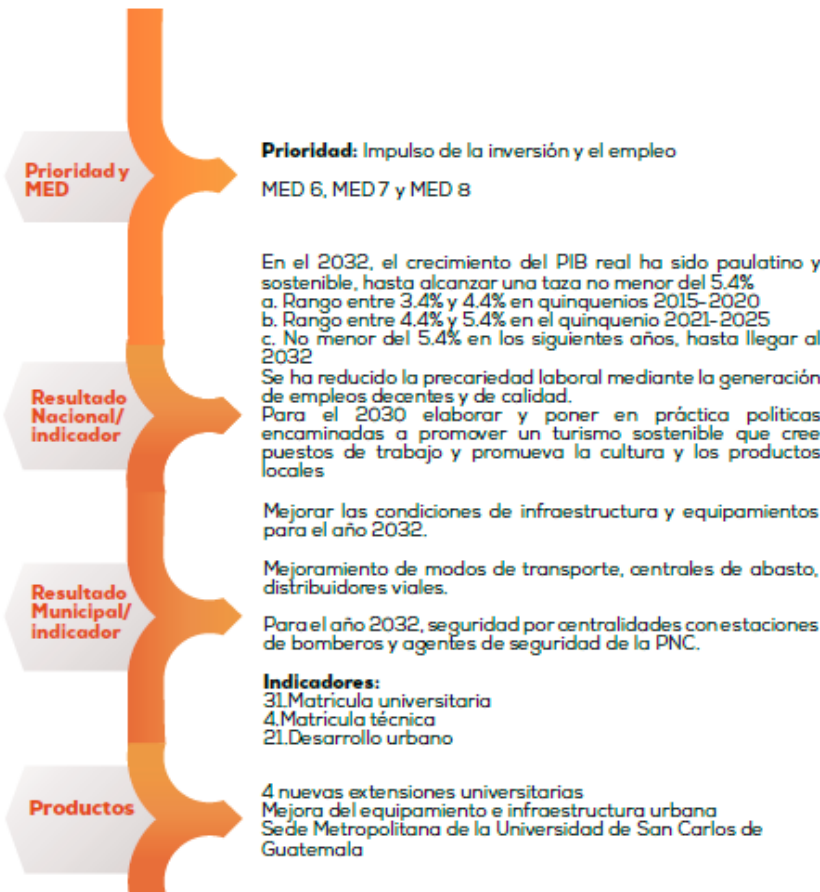 Prioridad y
MED
Prioridad: Impulso de la inversión y el empleo
MED 6, MED 7 y MED 8
Resultado
Nacional/
indicador
En el 2032, el crecimiento del PIB real ha sido paulatino y
sostenible, hasta alcanzar una taza no menor del 5.4%
a. Rango entre 3.4% y 4.4% en quinquenios 2015-2020
b. Rango entre 4.4% y 5.4% en el quinquenio 2021-2025
c. No menor del 5.4% en los siguientes años, hasta llegar al
2032
Se ha reducido la precariedad laboral mediante la generación
de empleos decentes y de calidad.
Para el 2030 elaborar y poner en práctica politicas
encaminadas a promover un turismo sostenible que cree
puestos de trabajo y promueva la cultura y los productos
locales
Resultado
Municipal/
indicador
Mejorar las condiciones de infraestructura y equipamientos
para el año 2032.
Mejoramiento de modos de transporte, centrales de abasto,
distribuidores viales.
Para el año 2032, seguridad por centralidades con estaciones
de bomberos y agentes de seguridad de la PNC.
Indicadores:
31.Matricula universitaria
4.Matricula técnica
21.Desarrollo urbano
Productos
4 nuevas extensiones universitarias
Mejora del equipamiento e infraestructura urbana
Sede Metropolitana de la Universidad de San Carlos de
Guatemala